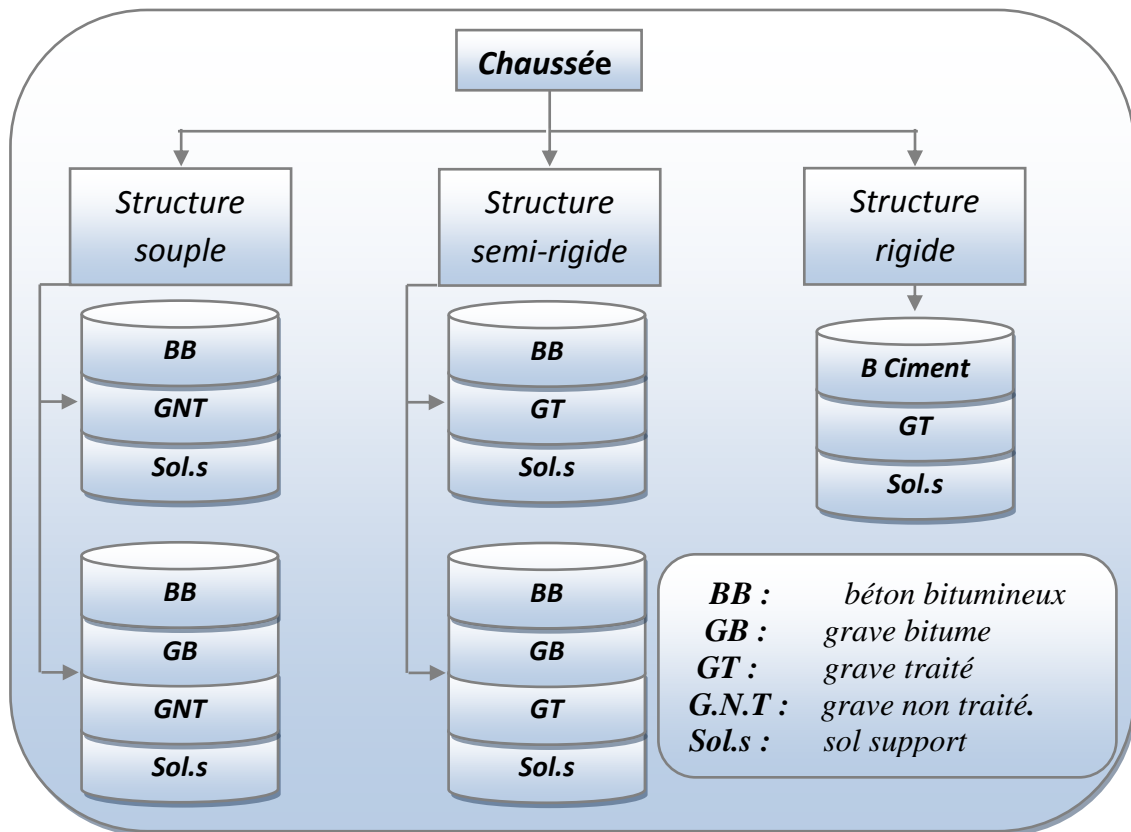 Chaussée
Structure
souple
Structure
semi-rigide
Structure
rigide
BB
GNT
Sol.s
BB
GT
Sol.s
B Ciment
GT
Sol.s
BB
GB
GNT
Sol.s
BB
GB
GT
Sol.s
BB : béton bitumineux
GB : grave bitume
GT : grave traité
G.N.T : grave non traité.
Sol.s : sol support